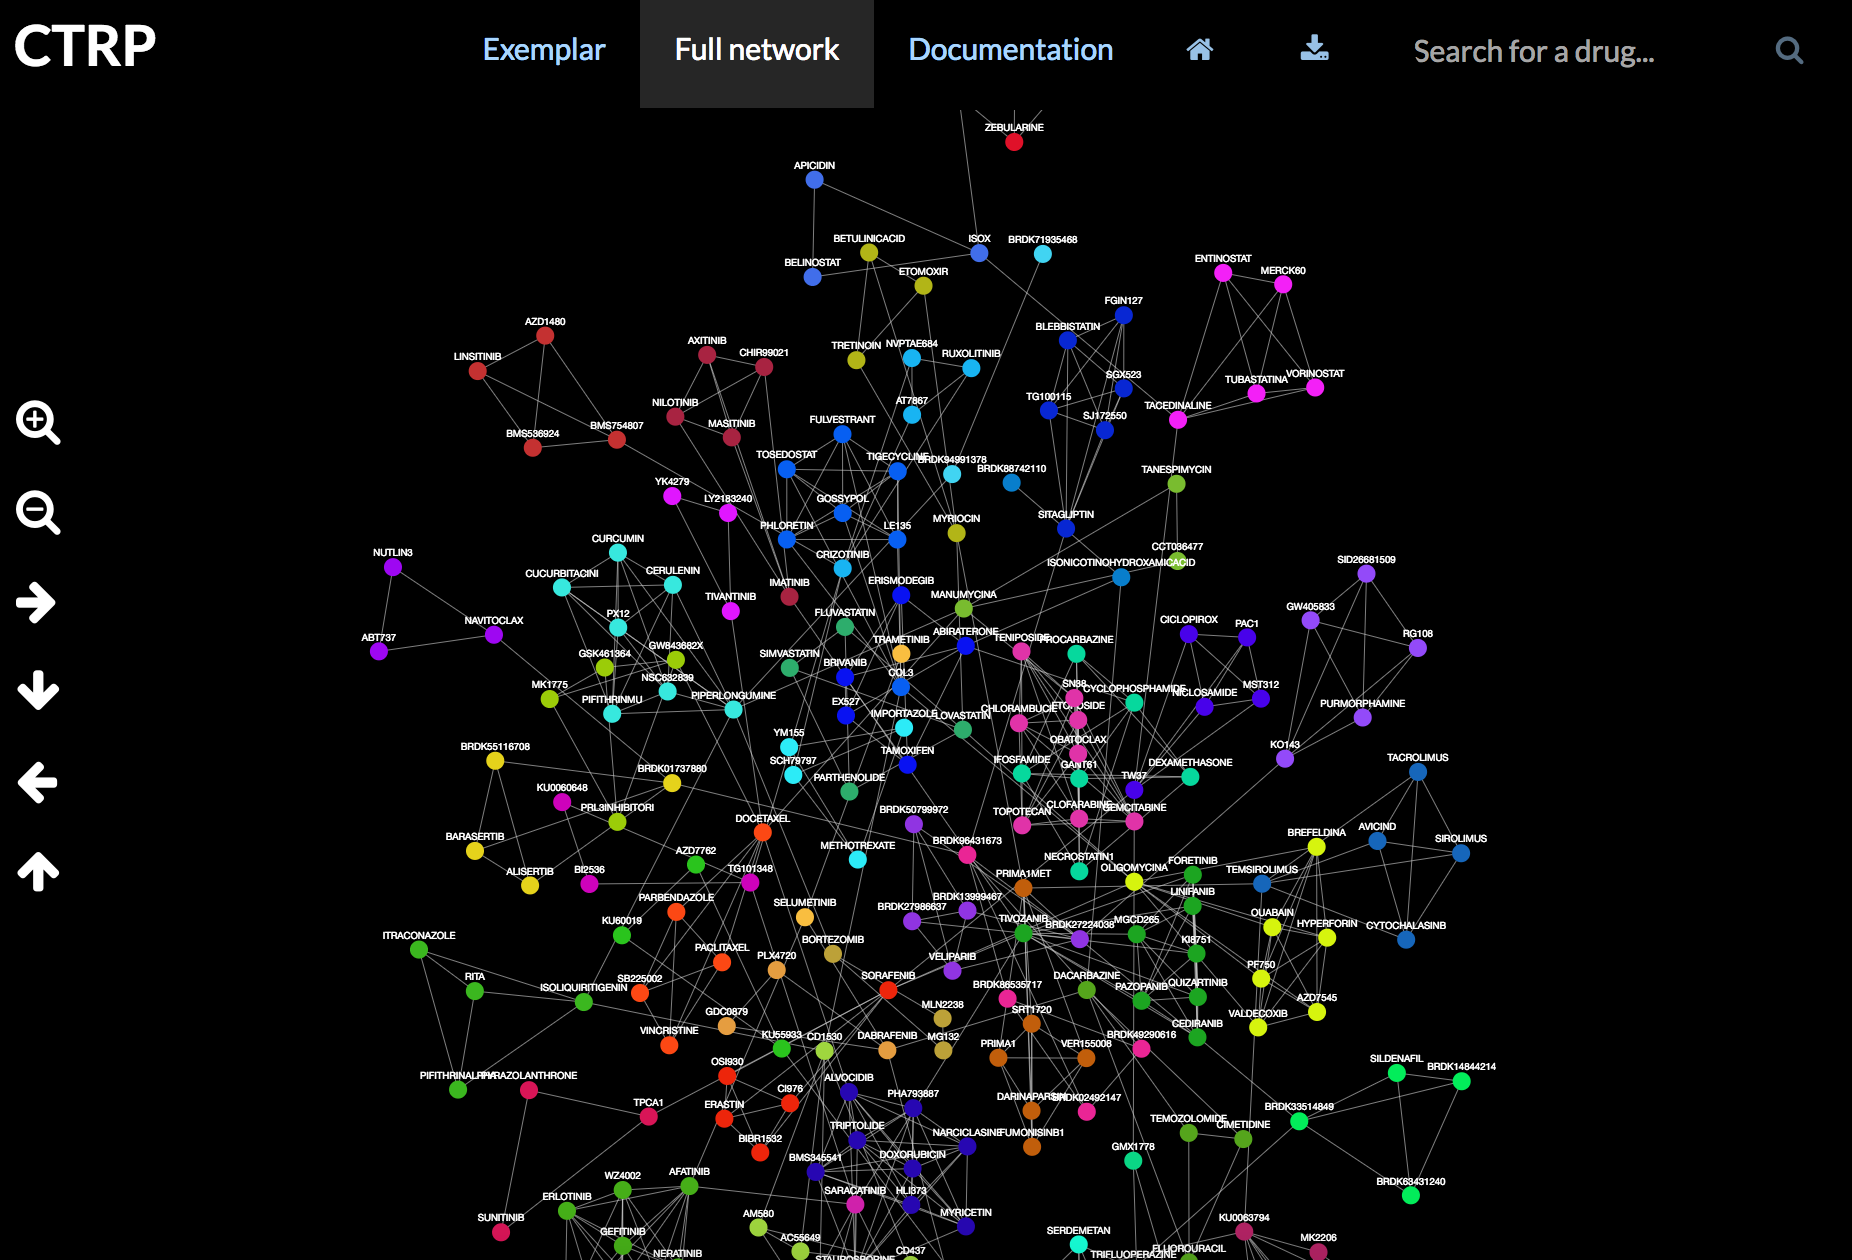 CTRP
Exemplar
Full network
Documentation
Search for a drug...
ZEBULARINE
APICIDIN
BETULINICACID
ISOX
BRDK71935468
BELINOSTAT
ETOMOXIR
ENTINOSTAT
MERCK60
FGIN127
AZD1480
BLEBBISTATIN
AXITINIB
CHIR99021
TRETINOIN
NVPTAE684
RUXOLITINIB
LINSITINIB
SGX523
TUBASTATINA
VORINOSTAT
NILOTINIB
AT7867
TG100115
TACEDINALINE
MASITINIB
FULVESTRANT
SJ172550
BMS536924
BMS754807
TOSEDOSTAT
TIGECYCLINE
BRDK94991378
BRDK88742110
TANESPIMYCIN
YK4279
LY2183240
GOSSYPOL
PHLORETIN
LE135
MYRIOCIN
SITAGLIPTIN
NUTLIN3
CURCUMIN
CRIZOTINIB
CCT036477
ISONICOTINOHYDROXAMICACID
SID26681509
CUCURBITACINI
CERULENIN
IMATINIB
ERISMODEGIB
TIVANTINIB
MANUMYCINA
PX12
FLUVASTATIN
GW405833
NAVITOCLAX
ABT737
CICLOPIROX
PAC1
GW843682X
GSK461364
TRAMETINIB
ABIRATERONE
TENIPOSIDE
PROCARBAZINE
RG108
SIMVASTATIN
BRIVANIB
COL3
NSC632839
MK1775
SN38
CYCLOPHOSPHAMIDE
NICLOSAMIDE
MST312
PIFITHRINMU
PIPERLONGUMINE
EX527
IMPORTAZOLE
LOVASTATIN
CHLORAMBUCIL
ETOPOSIDE
PURMORPHAMINE
YM155
OBATOCLAX
KO143
BRDK55116708
SCH79797
TAMOXIFEN
IFOSFAMIDE
GANT61
DEXAMETHASONE
TACROLIMUS
BRDK01737880
PARTHENOLIDE
TW37
KU0060648
PRL3INHIBITORI
BRDK50799972
TOPOTECAN
CLOFARABINE
GEMCITABINE
DOCETAXEL
BARASERTIB
METHOTREXATE
BRDK96431673
BREFELDINA
AVICIND
SIROLIMUS
AZD7762
NECROSTATIN1
ALISERTIB
BI2536
TG101348
PRIMA1MET
OLIGOMYCINA
FORETINIB
TEMSIROLIMUS
PARBENDAZOLE
SELUMETINIB
BRDK27986637
BRDK13999467
LINIFANIB
KU60019
TIVOZANIB
BRDK27224038
MGCD265
OUABAIN
HYPERFORIN
CYTOCHALASINB
ITRACONAZOLE
PACLITAXEL
BORTEZOMIB
VELIPARIB
KI8751
PLX4720
RITA
ISOLIQUIRITIGENIN
SB225002
SORAFENIB
BRDK86535717
DACARBAZINE
PAZOPANIB
QUIZARTINIB
PF750
GDC0879
MLN2238
SRT1720
AZD7545
VINCRISTINE
KU55933
CD1530
DABRAFENIB
MG132
PRIMA1
VER155008
BRDK49290616
CEDIRANIB
VALDECOXIB
OSI930
SILDENAFIL
BRDK14844214
PIFITHRINALPHA
PYRAZOLANTHRONE
ALVOCIDIB
CI976
PHA793887
DARINAPARSIN
BRDK02492147
TPCA1
ERASTIN
BRDK33514849
TRIPTOLIDE
NARCICLASINE
FUMONISINB1
TEMOZOLOMIDE
CIMETIDINE
BIBR1532
BMS345541
DOXORUBICIN
GMX1778
WZ4002
AFATINIB
BRDK63431240
ERLOTINIB
SARACATINIB
HLI373
SUNITINIB
AM580
MYRICETIN
KU0063794
GEFITINIB
AC55649
SERDEMETAN
MK2206
NERATINIB
CD437
TRIFLUOPERAZINE
FLUOROURACIL
STAUROSPORINE